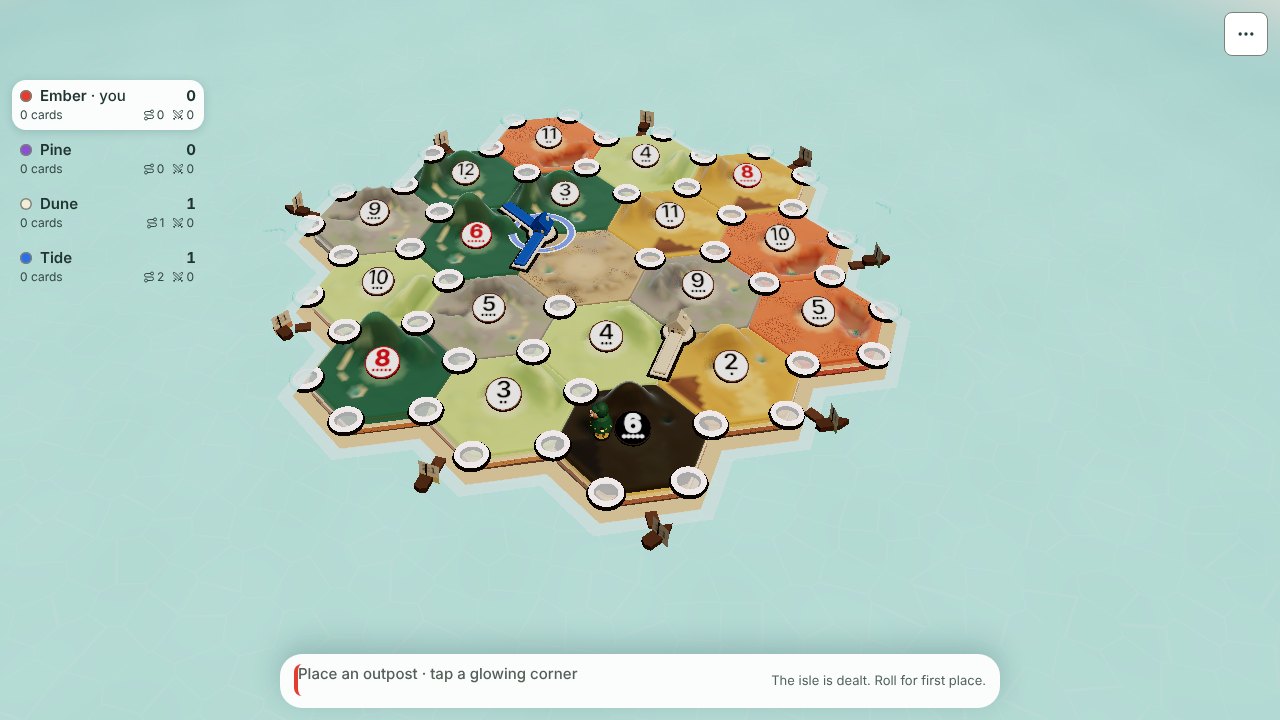 •••
Ember · you 0
0 cards 0 0
Pine 0
0 cards 0 0
Dune 1
0 cards 1 0
Tide 1
0 cards 2 0
11
4
12
8
3
9
11
6
10
10
9
5
5
4
8
2
3
6
Place an outpost · tap a glowing corner
The isle is dealt. Roll for first place.